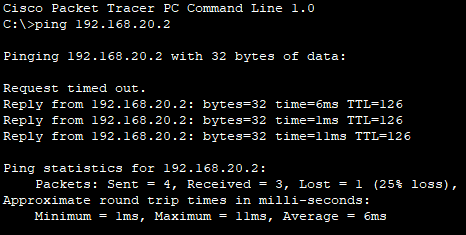 Cisco Packet Tracer PC Command Line 1.0
C:\>ping 192.168.20.2
Pinging 192.168.20.2 with 32 bytes of data:
Request timed out.
Reply from 192.168.20.2: bytes=32 time=6ms TTL=126
Reply from 192.168.20.2: bytes=32 time=1ms TTL=126
Reply from 192.168.20.2: bytes=32 time=11ms TTL=126
Ping statistics for 192.168.20.2:
Packets: Sent = 4, Received = 3, Lost = 1 (25% loss),
Approximate round trip times in milli-seconds:
Minimum = 1ms, Maximum = 11ms, Average = 6ms